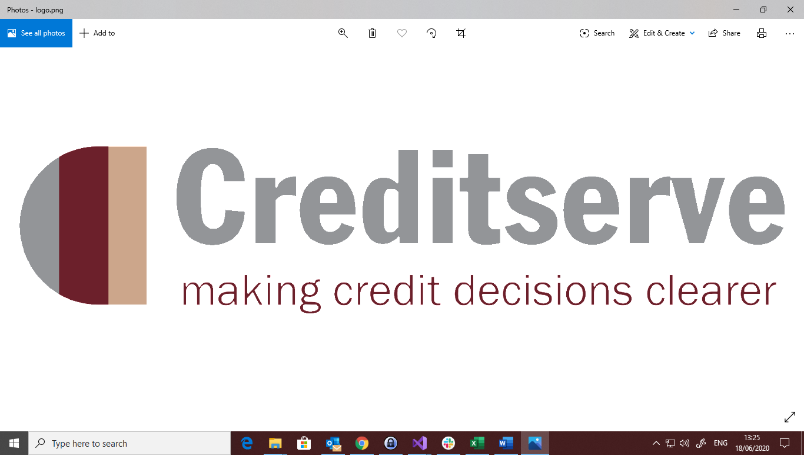 Photos - logo.png
See all photos
Add to
Search
Edit & Create
Share
Creditserve
making credit decisions clearer
Type here to search
ENG
13:25
18/06/2020